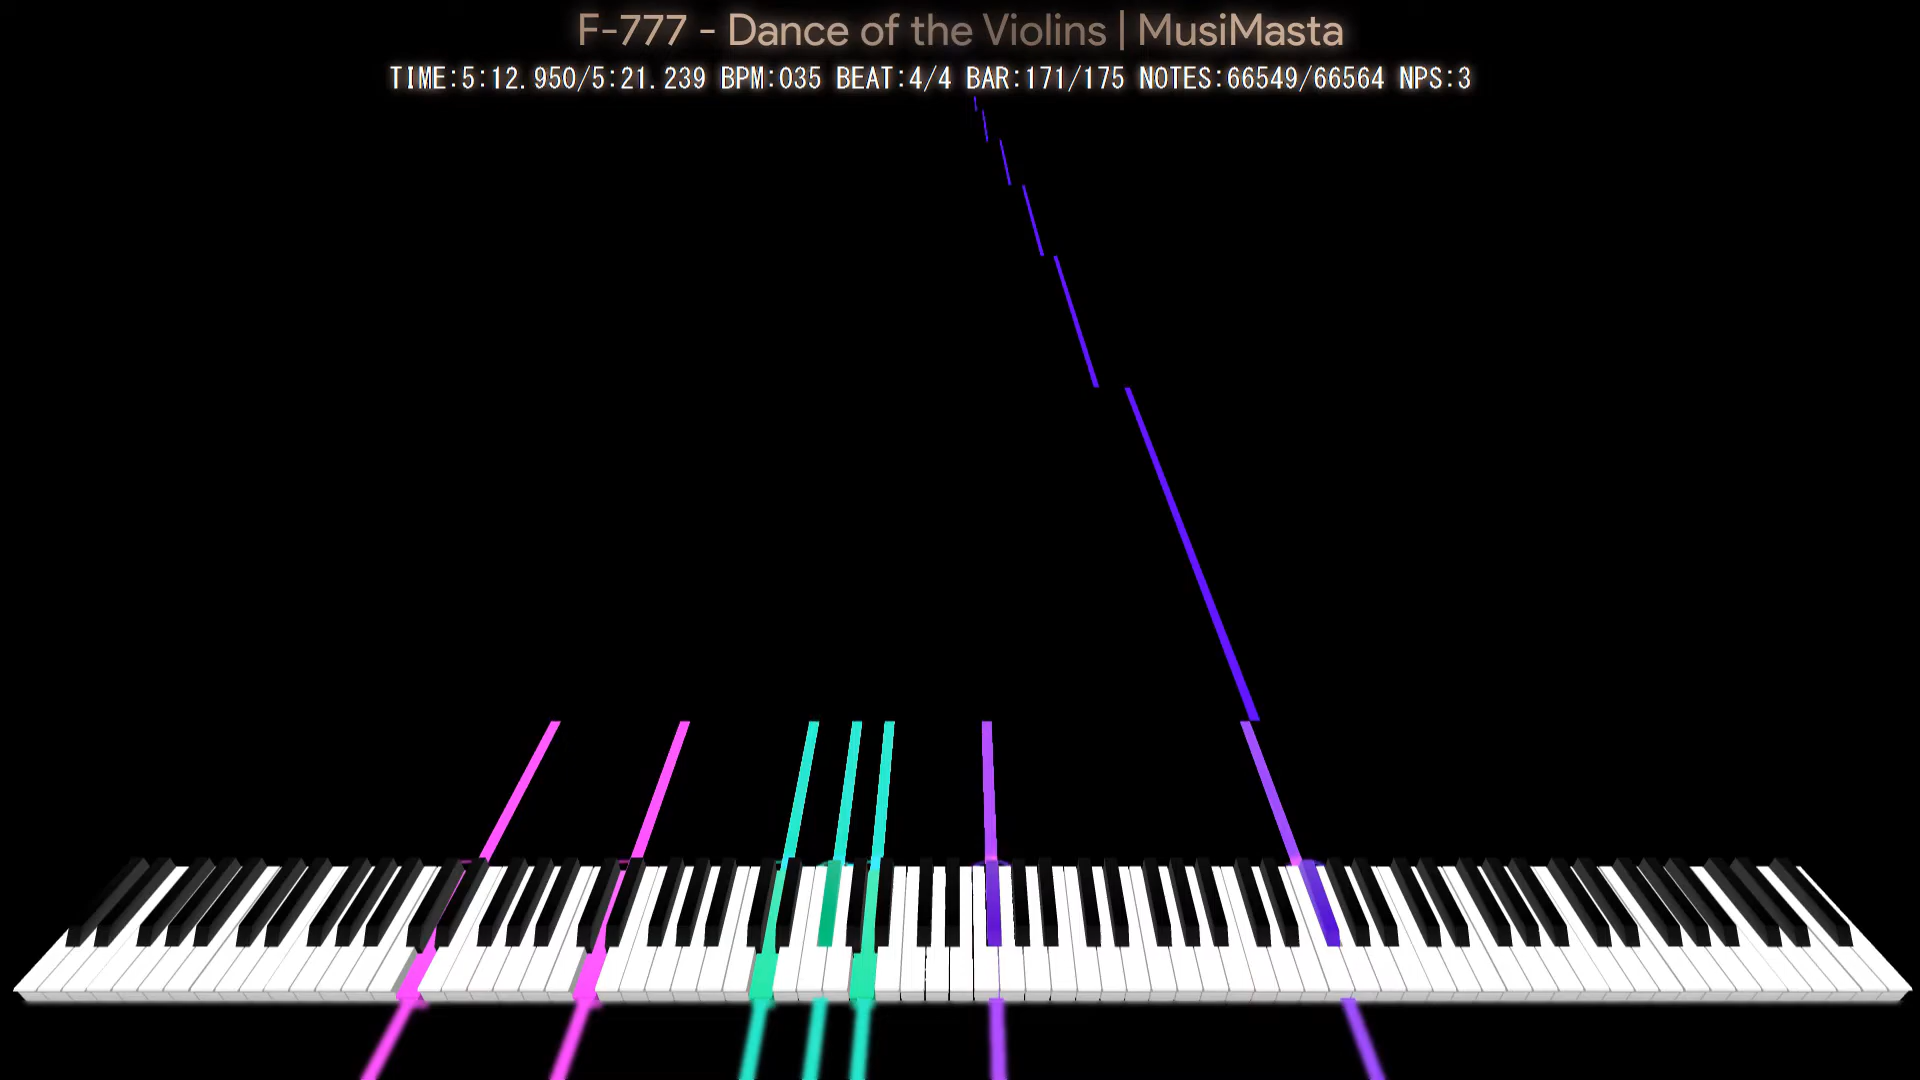 F-777 - Dance of the Violins | MusiMasta
TIME:5:12.950/5:21.239 BPM:035 BEAT:4/4 BAR:171/175 NOTES:66549/66564 NPS:3